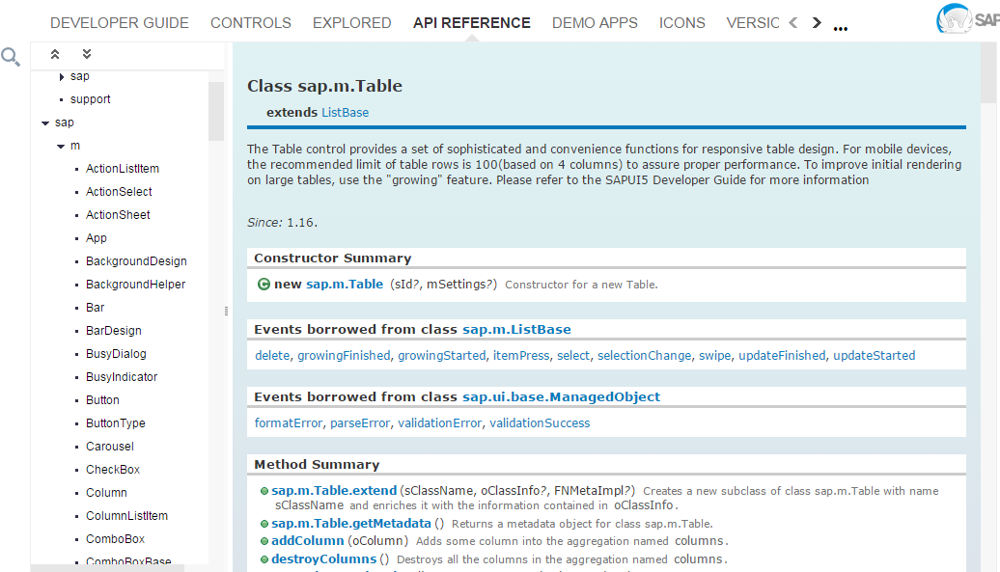 DEVELOPER GUIDE CONTROLS EXPLORED API REFERENCE DEMO APPS ICONS VERSIC ...
SAP
sap
support
sap
m
ActionListItem
ActionSelect
ActionSheet
App
BackgroundDesign
BackgroundHelper
Bar
BarDesign
BusyDialog
BusyIndicator
Button
ButtonType
Carousel
CheckBox
Column
ColumnListItem
ComboBox
ComboBoxBase
Class sap.m.Table
extends ListBase
The Table control provides a set of sophisticated and convenience functions for responsive table design. For mobile devices,
the recommended limit of table rows is 100(based on 4 columns) to assure proper performance. To improve initial rendering
on large tables, use the "growing" feature. Please refer to the SAPUI5 Developer Guide for more information
Since: 1.16.
Constructor Summary
C new sap.m.Table (sId?, mSettings?) Constructor for a new Table.
Events borrowed from class sap.m.ListBase
delete, growingFinished, growingStarted, itemPress, select, selectionChange, swipe, updateFinished, updateStarted
Events borrowed from class sap.ui.base.ManagedObject
formatError, parseError, validationError, validationSuccess
Method Summary
sap.m.Table.extend (sClassName, oClassInfo?, FNMetaImpl?) Creates a new subclass of class sap.m.Table with name
sClassName and enriches it with the information contained in oClassInfo.
sap.m.Table.getMetadata () Returns a metadata object for class sap.m.Table.
addColumn (oColumn) Adds some column into the aggregation named columns.
destroyColumns () Destroys all the columns in the aggregation named columns.